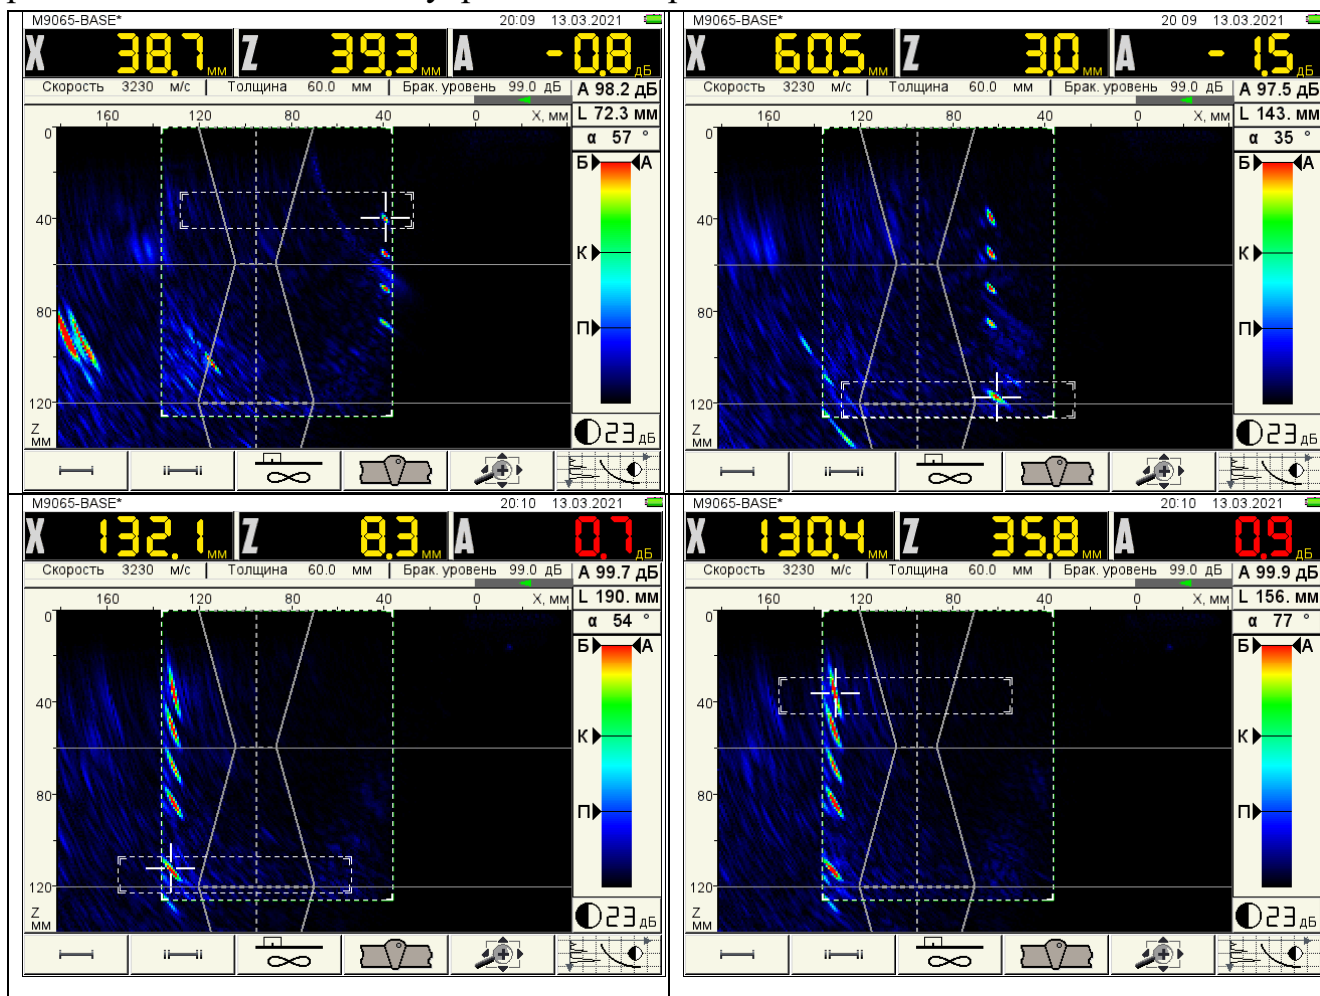 M9065-BASE* 20:09 13.03.2021
X 38.7 мм Z 39.3 мм A -0.8 дБ
Скорость 3230 м/с Толщина 60.0 мм Брак. уровень 99.0 дБ A 98.2 дБ
160 120 80 40 0 X, мм L 72.3 мм
0 α 57 °
Б A
40
К
80
П
120
Z
мм
23 дБ
M9065-BASE* 20 09 13.03.2021
X 60.5 мм Z 3.0 мм A -1.5 дБ
Скорость 3230 м/с Толщина 60.0 мм Брак. уровень 99.0 дБ A 97.5 дБ
160 120 80 40 0 X, мм L 143. мм
0 α 35 °
Б A
40
К
80
П
120
Z
мм
23 дБ
M9065-BASE* 20:10 13.03.2021
X 132.1 мм Z 8.3 мм A 0.7 дБ
Скорость 3230 м/с Толщина 60.0 мм Брак. уровень 99.0 дБ A 99.7 дБ
160 120 80 40 0 X, мм L 190. мм
0 α 54 °
Б A
40
К
80
П
120
Z
мм
23 дБ
M9065-BASE* 20:10 13.03.2021
X 130.4 мм Z 35.8 мм A 0.9 дБ
Скорость 3230 м/с Толщина 60.0 мм Брак. уровень 99.0 дБ A 99.9 дБ
160 120 80 40 0 X, мм L 156. мм
0 α 77 °
Б A
40
К
80
П
120
Z
мм
23 дБ